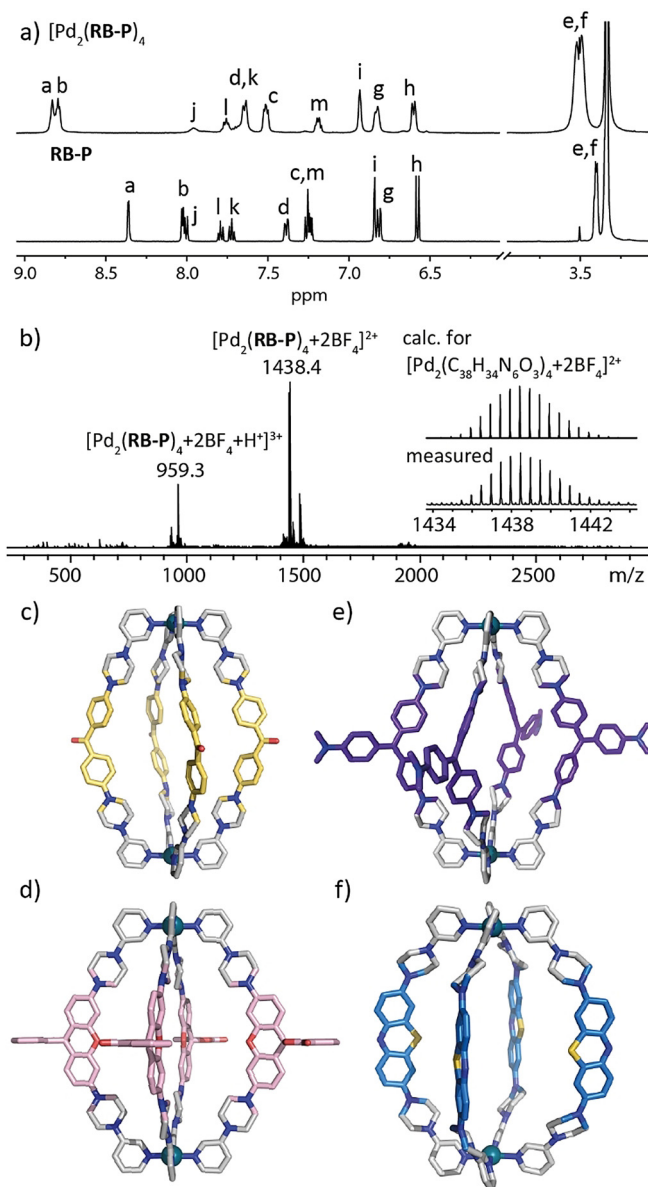 a) [Pd2(RB-P)4
a b j l d,k c m i g h e,f
RB-P
a b j l k d c,m i g h e,f
9.0 8.5 8.0 7.5 7.0 6.5 3.5
ppm
b)
[Pd2(RB-P)4+2BF4]2+
1438.4
[Pd2(RB-P)4+2BF4+H+]3+
959.3
calc. for
[Pd2(C38H34N6O3)4+2BF4]2+
measured
1434 1438 1442
500 1000 1500 2000 2500 m/z
c) e)
d) f)